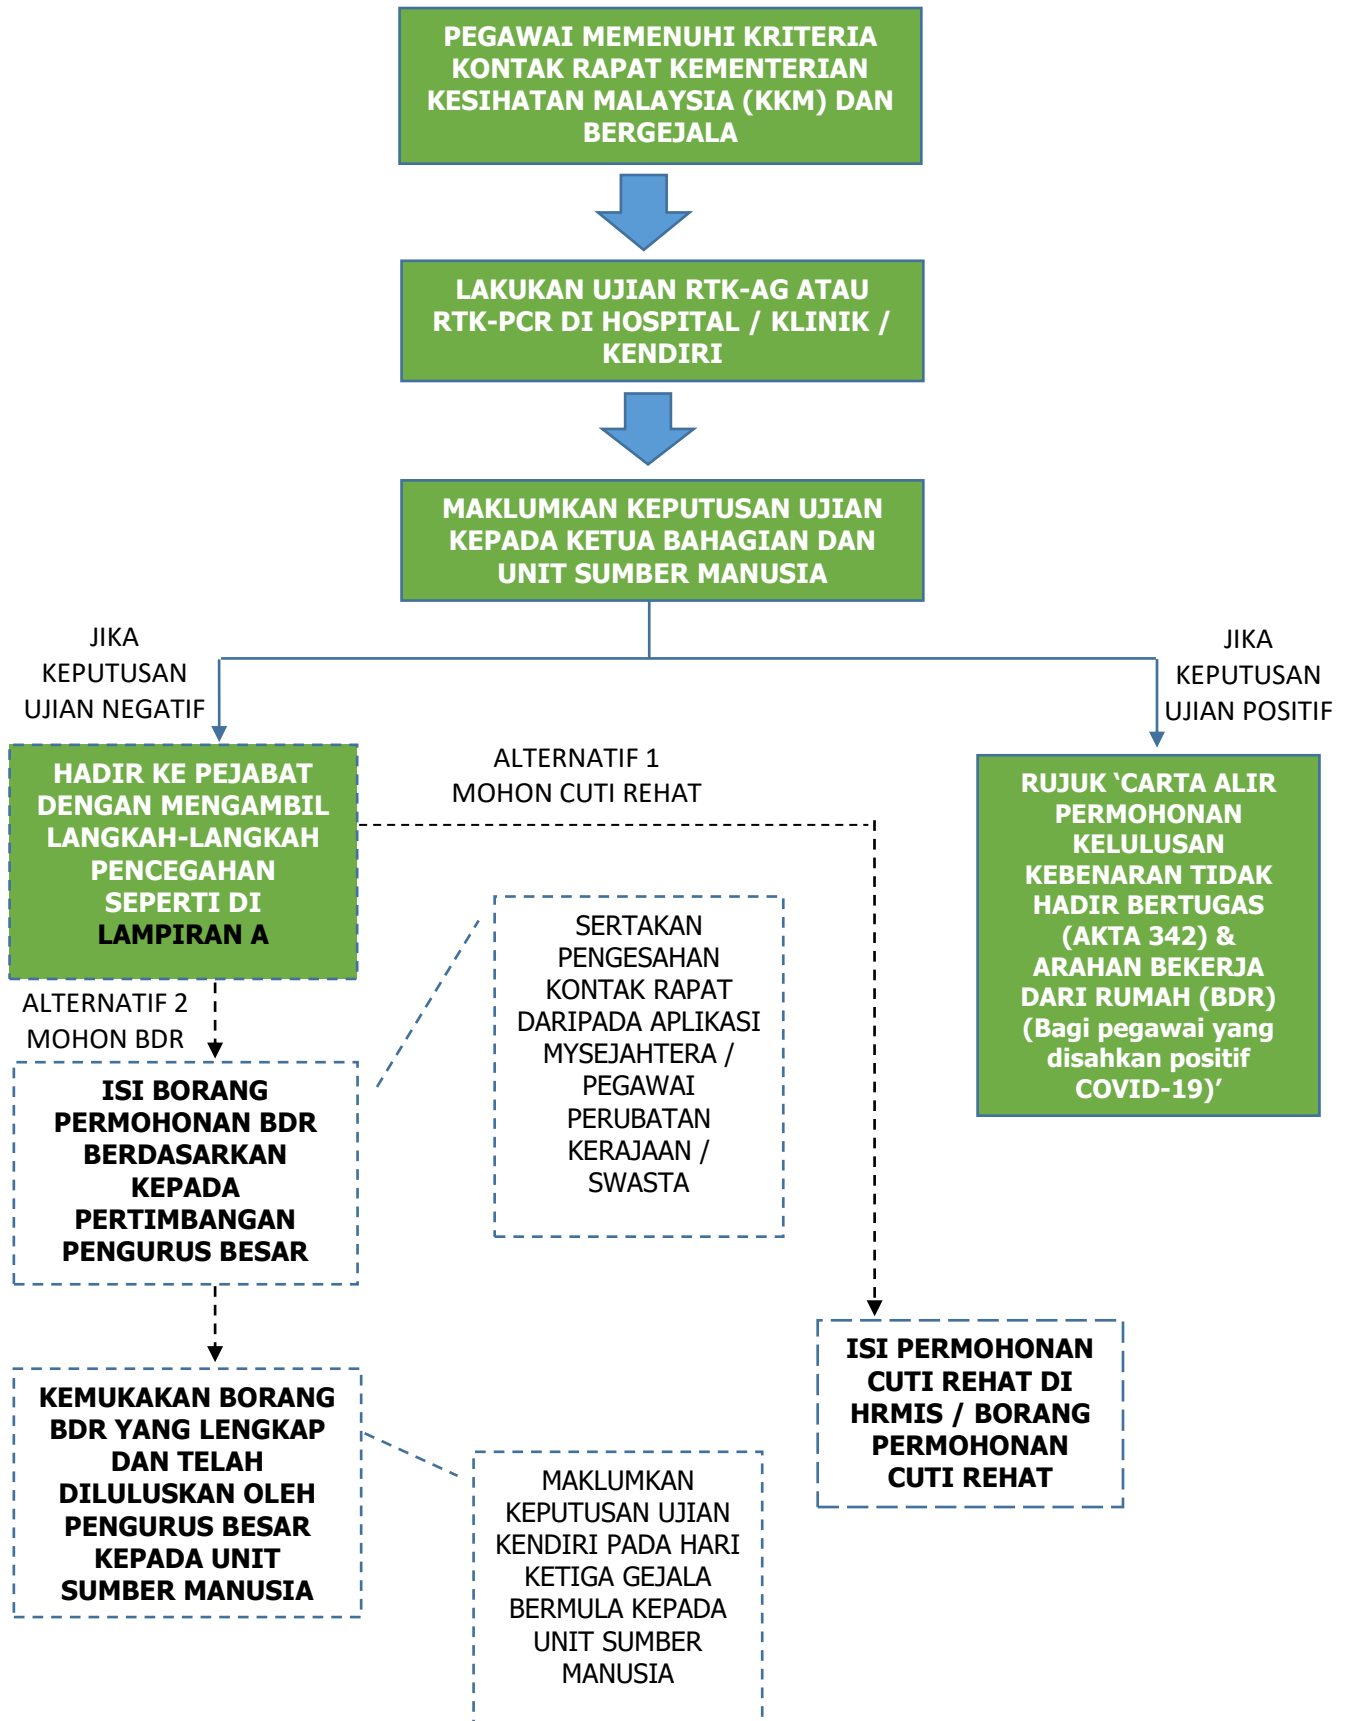 PEGAWAI MEMENUHI KRITERIA
KONTAK RAPAT KEMENTERIAN
KESIHATAN MALAYSIA (KKM) DAN
BERGEJALA
LAKUKAN UJIAN RTK-AG ATAU
RTK-PCR DI HOSPITAL / KLINIK /
KENDIRI
MAKLUMKAN KEPUTUSAN UJIAN
KEPADA KETUA BAHAGIAN DAN
UNIT SUMBER MANUSIA
JIKA
KEPUTUSAN
UJIAN NEGATIF
JIKA
KEPUTUSAN
UJIAN POSITIF
HADIR KE PEJABAT
DENGAN MENGAMBIL
LANGKAH-LANGKAH
PENCEGAHAN
SEPERTI DI
LAMPIRAN A
ALTERNATIF 1
MOHON CUTI REHAT
RUJUK ‘CARTA ALIR
PERMOHONAN
KELULUSAN
KEBENARAN TIDAK
HADIR BERTUGAS
(AKTA 342) &
ARAHAN BEKERJA
DARI RUMAH (BDR)
(Bagi pegawai yang
disahkan positif
COVID-19)’
SERTAKAN
PENGESAHAN
KONTAK RAPAT
DARIPADA APLIKASI
MYSEJAHTERA /
PEGAWAI
PERUBATAN
KERAJAAN /
SWASTA
ALTERNATIF 2
MOHON BDR
ISI BORANG
PERMOHONAN BDR
BERDASARKAN
KEPADA
PERTIMBANGAN
PENGURUS BESAR
ISI PERMOHONAN
CUTI REHAT DI
HRMIS / BORANG
PERMOHONAN
CUTI REHAT
KEMUKAKAN BORANG
BDR YANG LENGKAP
DAN TELAH
DILULUSKAN OLEH
PENGURUS BESAR
KEPADA UNIT
SUMBER MANUSIA
MAKLUMKAN
KEPUTUSAN UJIAN
KENDIRI PADA HARI
KETIGA GEJALA
BERMULA KEPADA
UNIT SUMBER
MANUSIA